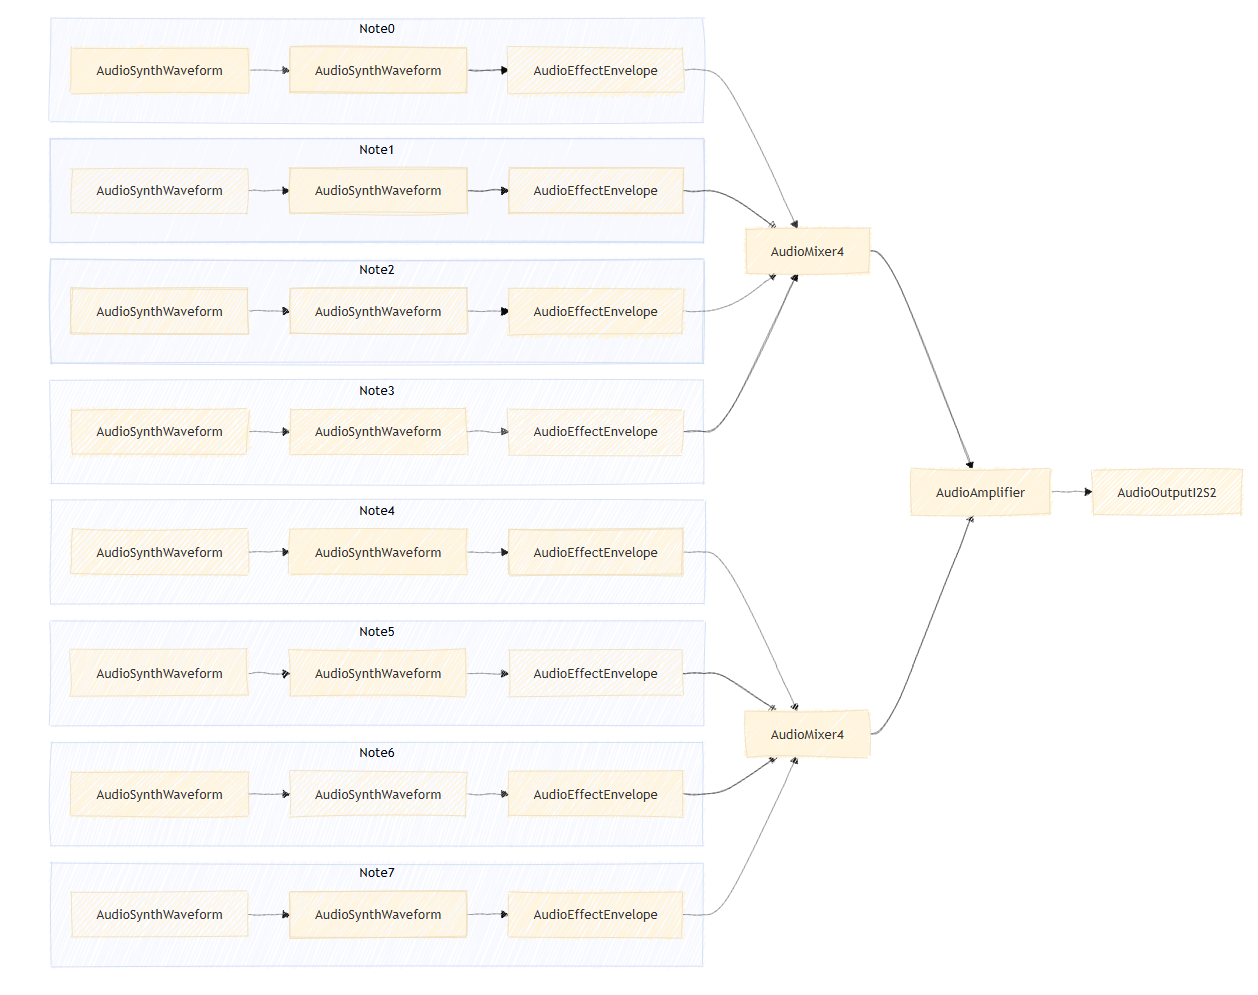 Note0
AudioSynthWaveform AudioSynthWaveform AudioEffectEnvelope
Note1
AudioSynthWaveform AudioSynthWaveform AudioEffectEnvelope
AudioMixer4
Note2
AudioSynthWaveform AudioSynthWaveform AudioEffectEnvelope
Note3
AudioSynthWaveform AudioSynthWaveform AudioEffectEnvelope
AudioAmplifier AudioOutputI2S2
Note4
AudioSynthWaveform AudioSynthWaveform AudioEffectEnvelope
Note5
AudioSynthWaveform AudioSynthWaveform AudioEffectEnvelope
AudioMixer4
Note6
AudioSynthWaveform AudioSynthWaveform AudioEffectEnvelope
Note7
AudioSynthWaveform AudioSynthWaveform AudioEffectEnvelope